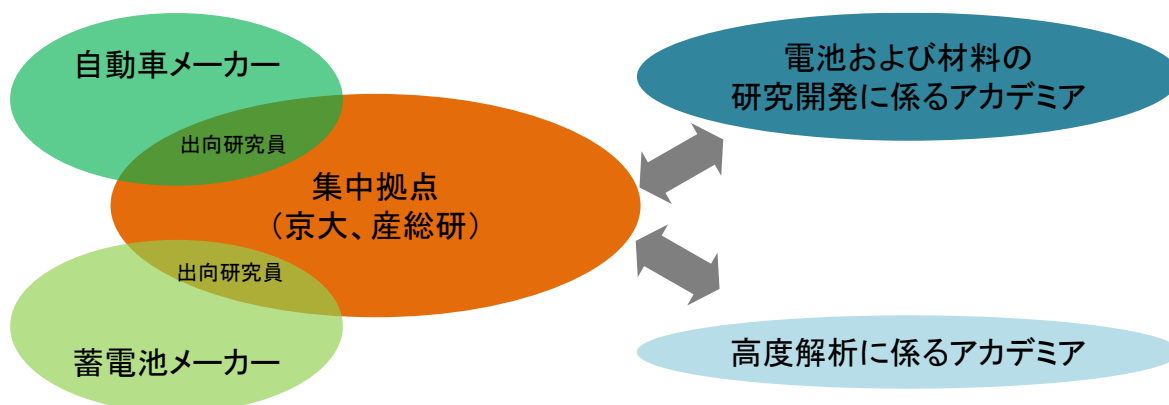 自動車メーカー
出向研究員
集中拠点
（京大、産総研）
出向研究員
蓄電池メーカー
電池および材料の
研究開発に係るアカデミア
高度解析に係るアカデミア